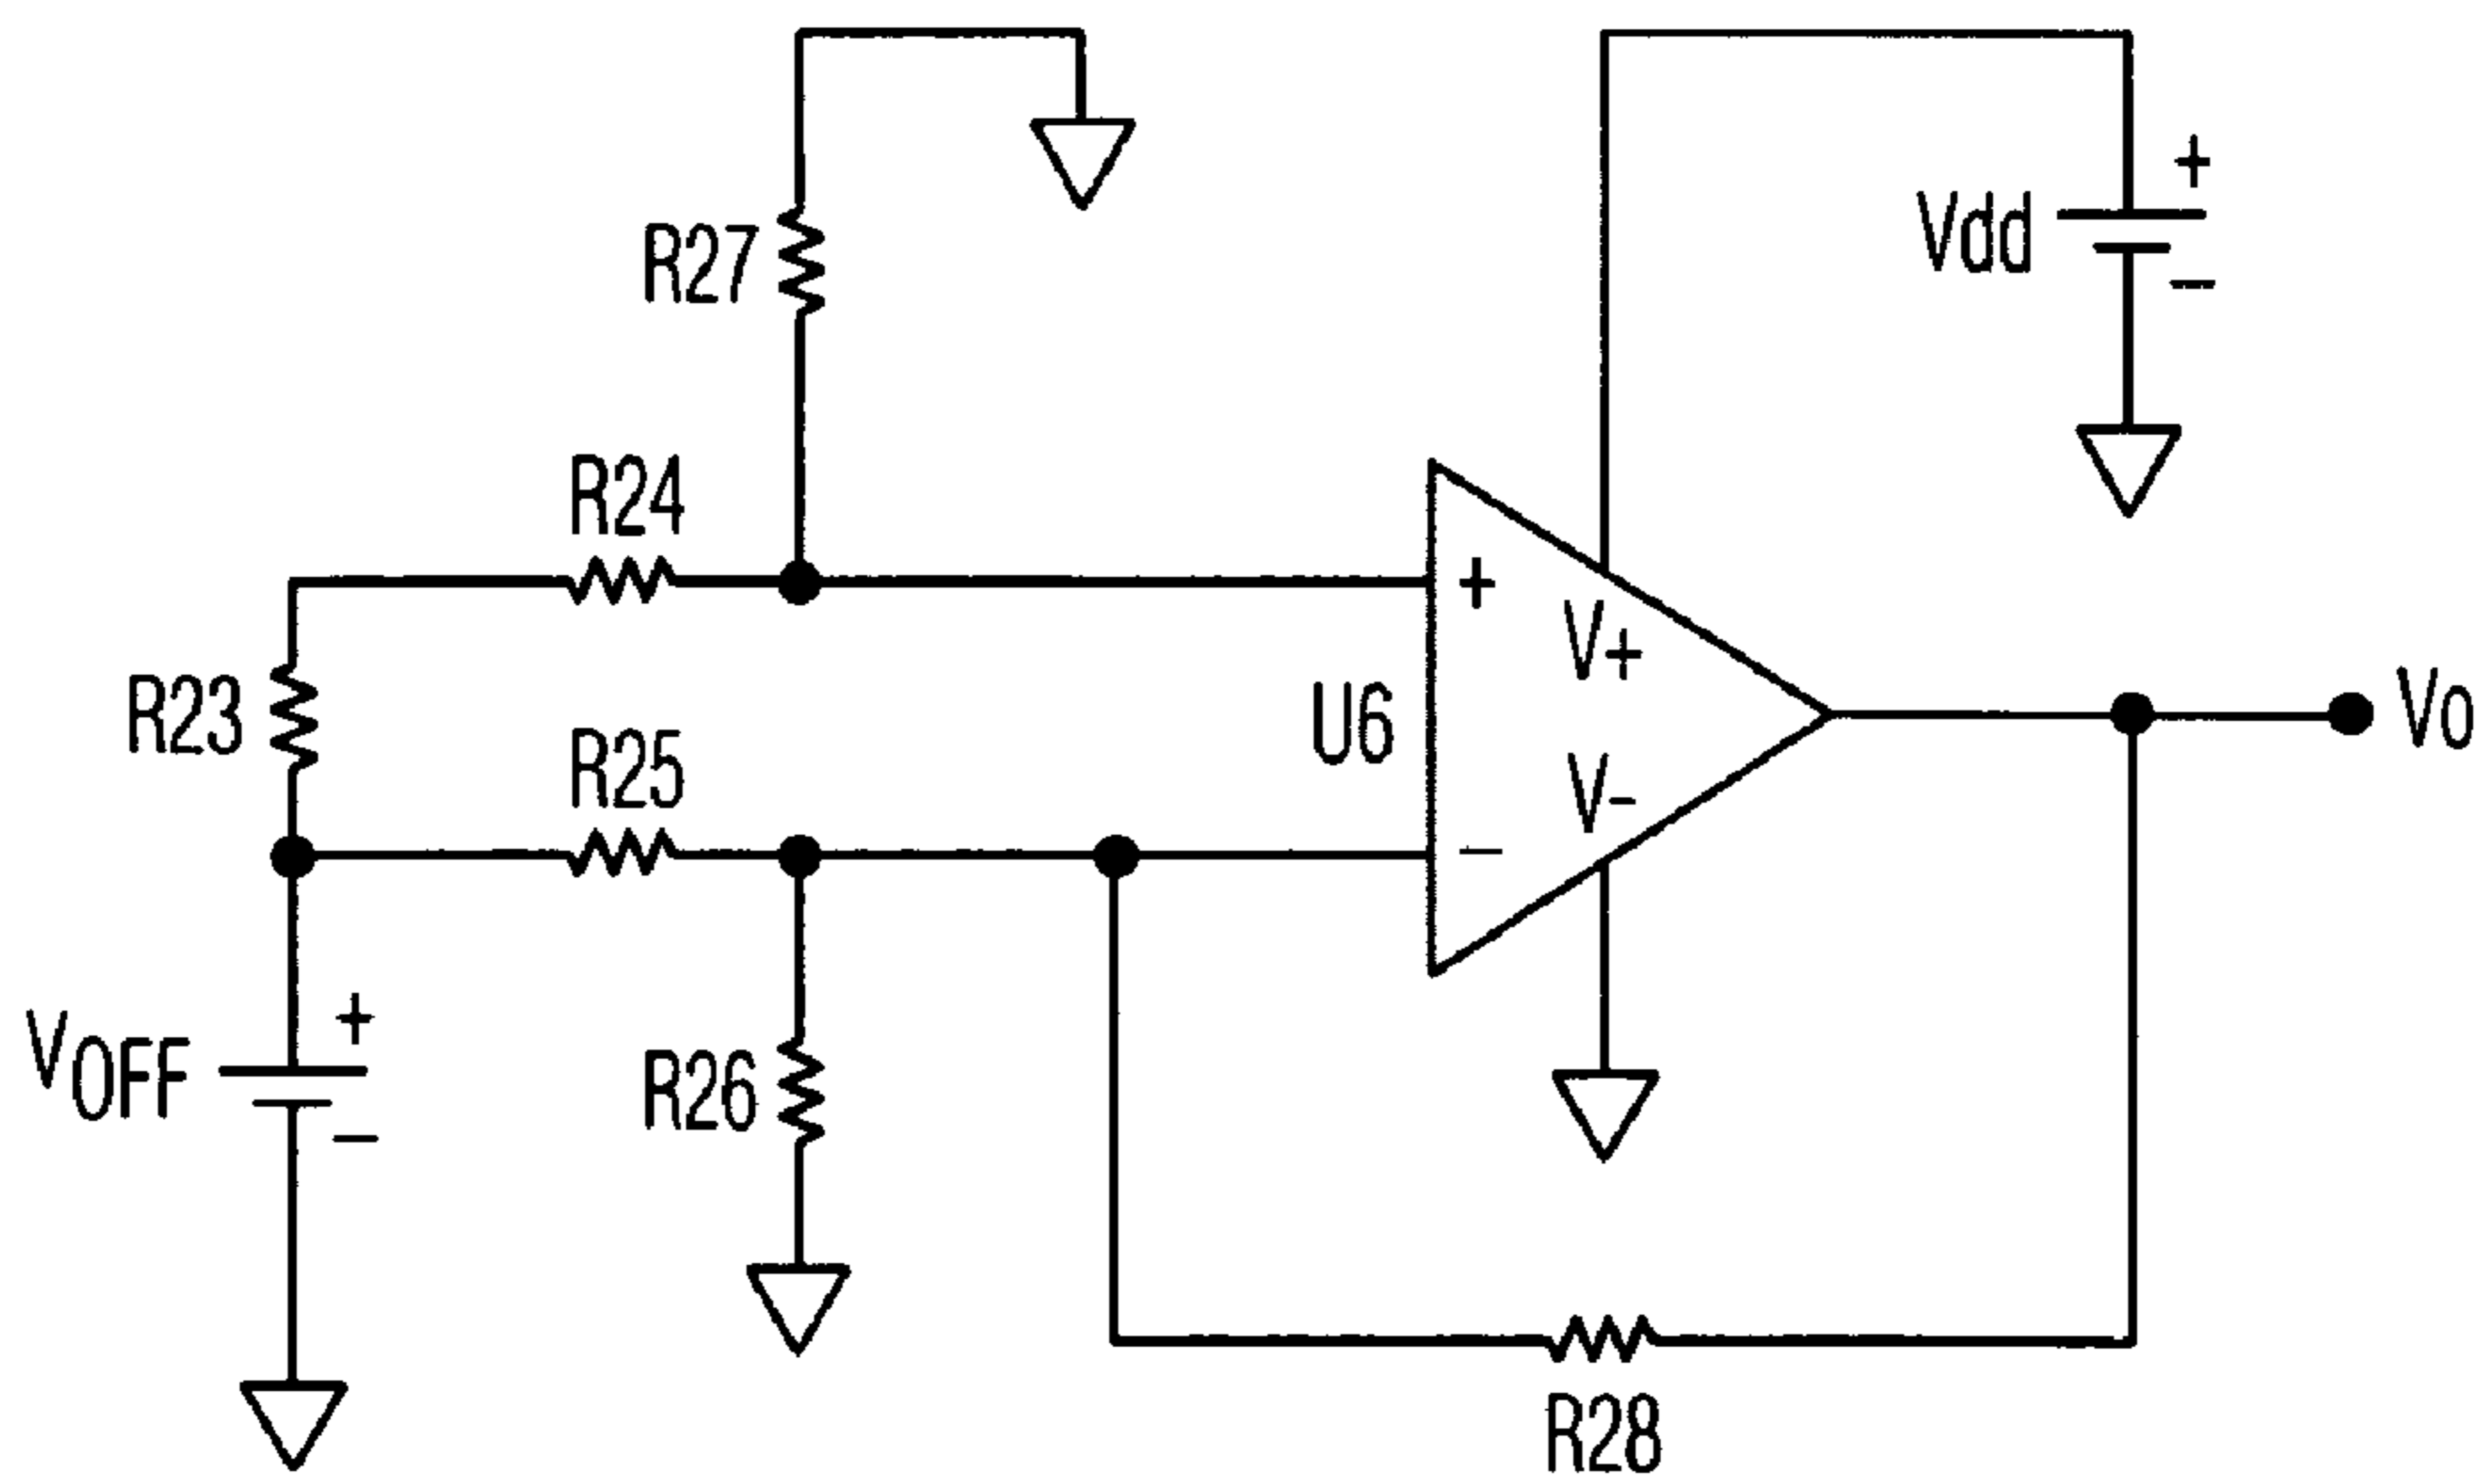 R27
+
Vdd
−
R24
+
V+
R23
R25
U6
Vo
V-
−
+
VOFF
−
R26
R28